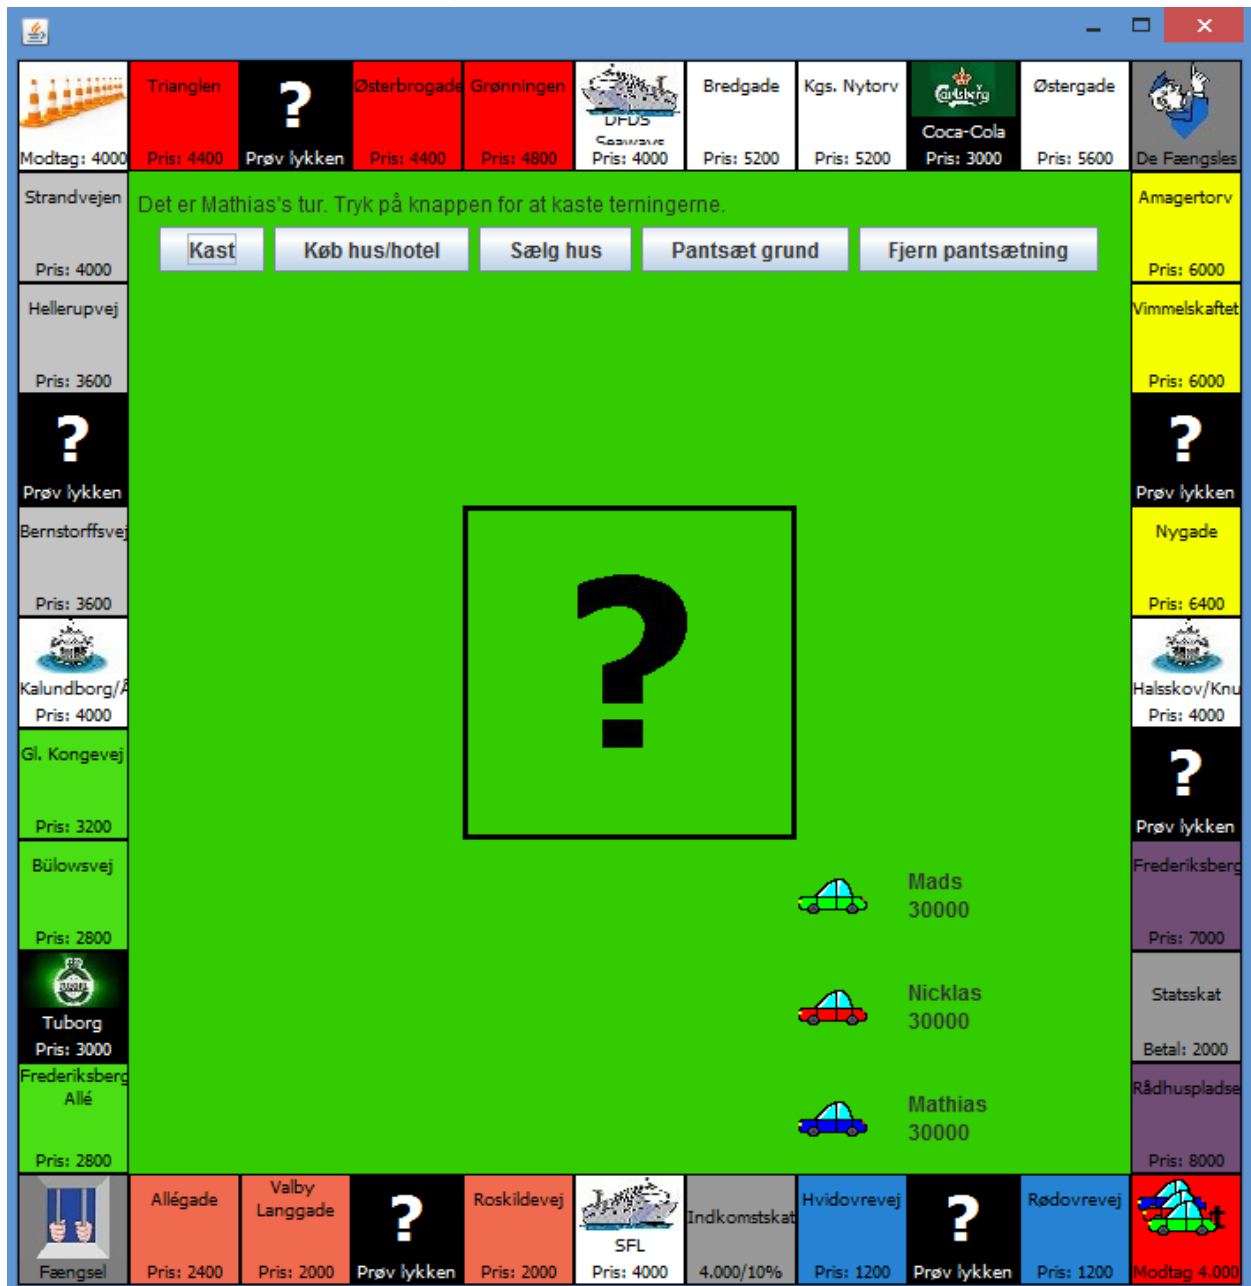 Modtag: 4000
Trianglen
Pris: 4400
?
Prøv lykken
Østerbrogade
Pris: 4400
Grønningen
Pris: 4800
DFDS
Seaways
Pris: 4000
Bredgade
Pris: 5200
Kgs. Nytorv
Pris: 5200
Carlsberg
Coca-Cola
Pris: 3000
Østergade
Pris: 5600
De Fængsles
Strandvejen
Pris: 4000
Hellerupvej
Pris: 3600
?
Prøv lykken
Bernstorffsvej
Pris: 3600
Kalundborg/Å
Pris: 4000
Gl. Kongevej
Pris: 3200
Bülowsvej
Pris: 2800
Tuborg
Pris: 3000
Frederiksberg
Allé
Pris: 2800
Det er Mathias's tur. Tryk på knappen for at kaste terningerne.
Kast
Køb hus/hotel
Sælg hus
Pantsæt grund
Fjern pantsætning
?
Mads
30000
Nicklas
30000
Mathias
30000
Amagertorv
Pris: 6000
Vimmelskaftet
Pris: 6000
?
Prøv lykken
Nygade
Pris: 6400
Halsskov/Knu
Pris: 4000
?
Prøv lykken
Frederiksberg
Pris: 7000
Statsskat
Betal: 2000
Rådhuspladse
Pris: 8000
Fængsel
Allégade
Pris: 2400
Valby
Langgade
Pris: 2000
?
Prøv lykken
Roskildevej
Pris: 2000
SFL
Pris: 4000
Indkomstskat
4.000/10%
Hvidovrevej
Pris: 1200
?
Prøv lykken
Rødovrevej
Pris: 1200
t
Modtag 4.000